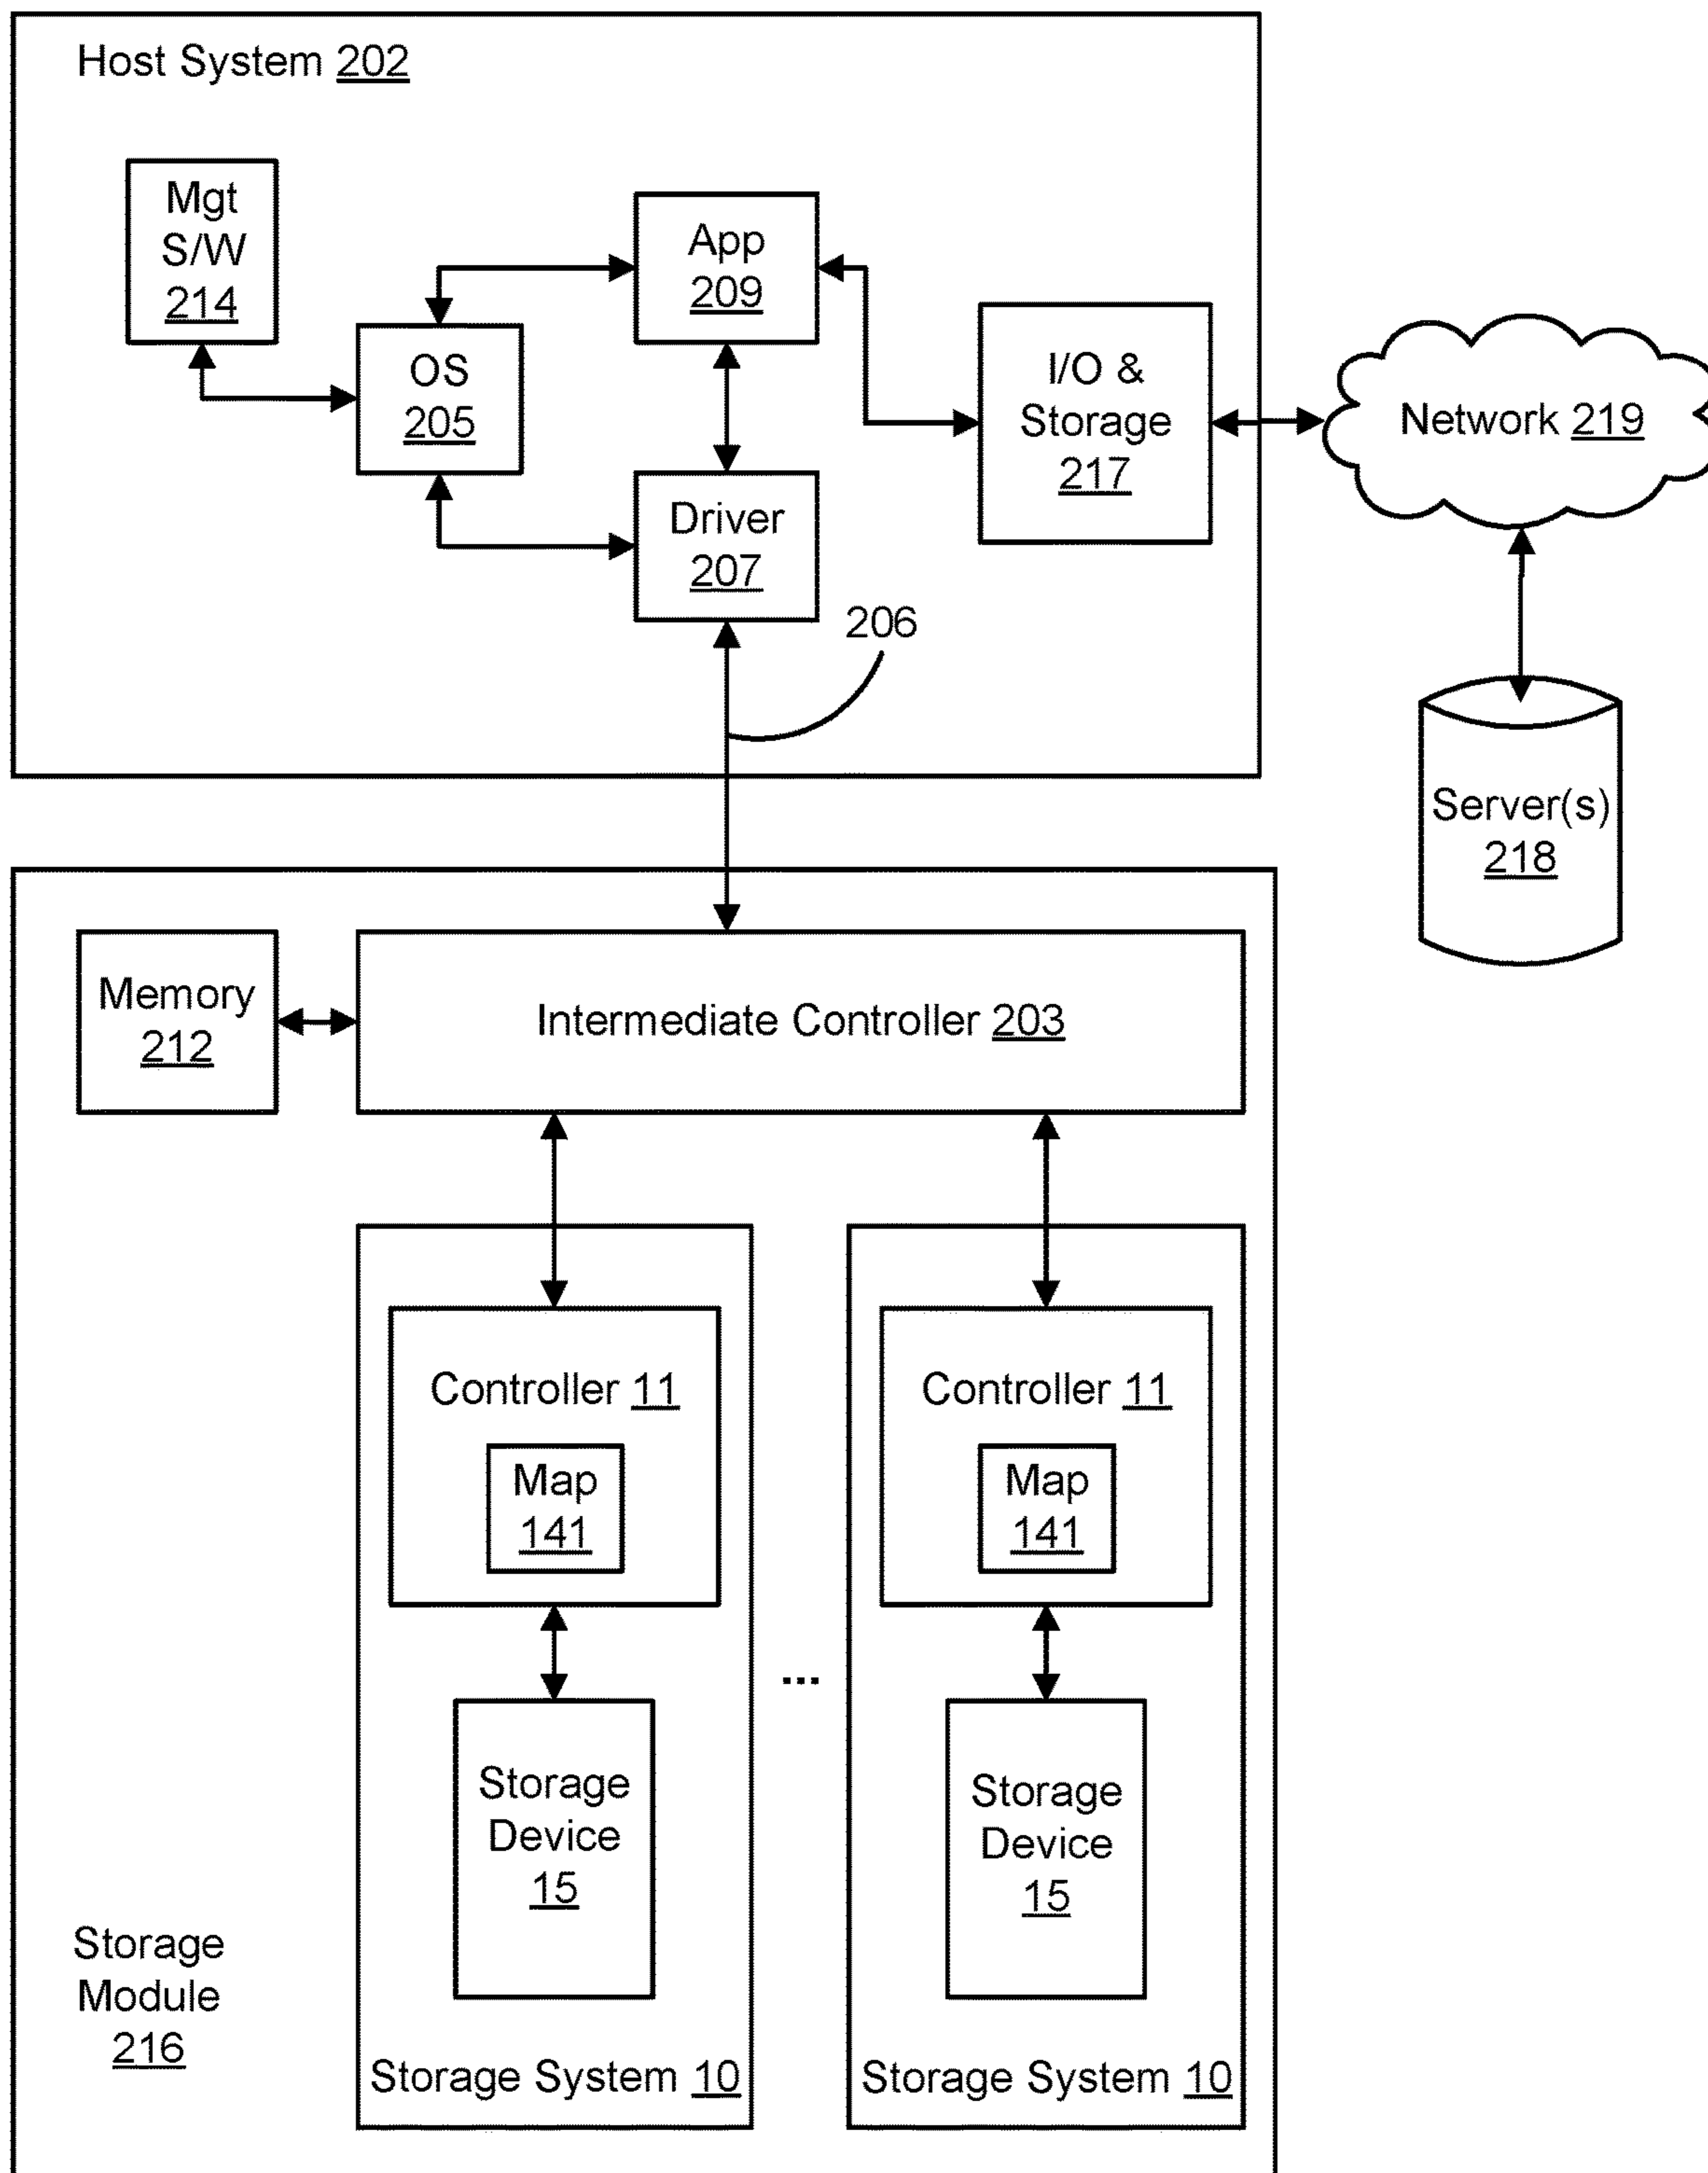 Host System 202
Mgt
S/W
214
App
209
OS
205
I/O &
Storage
217
Network 219
Driver
207
206
Server(s)
218
Memory
212
Intermediate Controller 203
Controller 11
Map
141
Controller 11
Map
141
...
Storage
Device
15
Storage
Device
15
Storage
Module
216
Storage System 10
Storage System 10